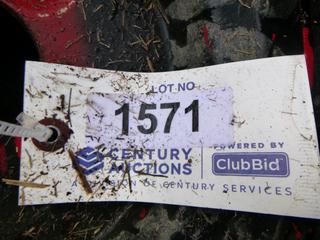 LOT NO
1571
CENTURY AUCTIONS
POWERED BY
ClubBid
A DIVISION OF CENTURY SERVICES